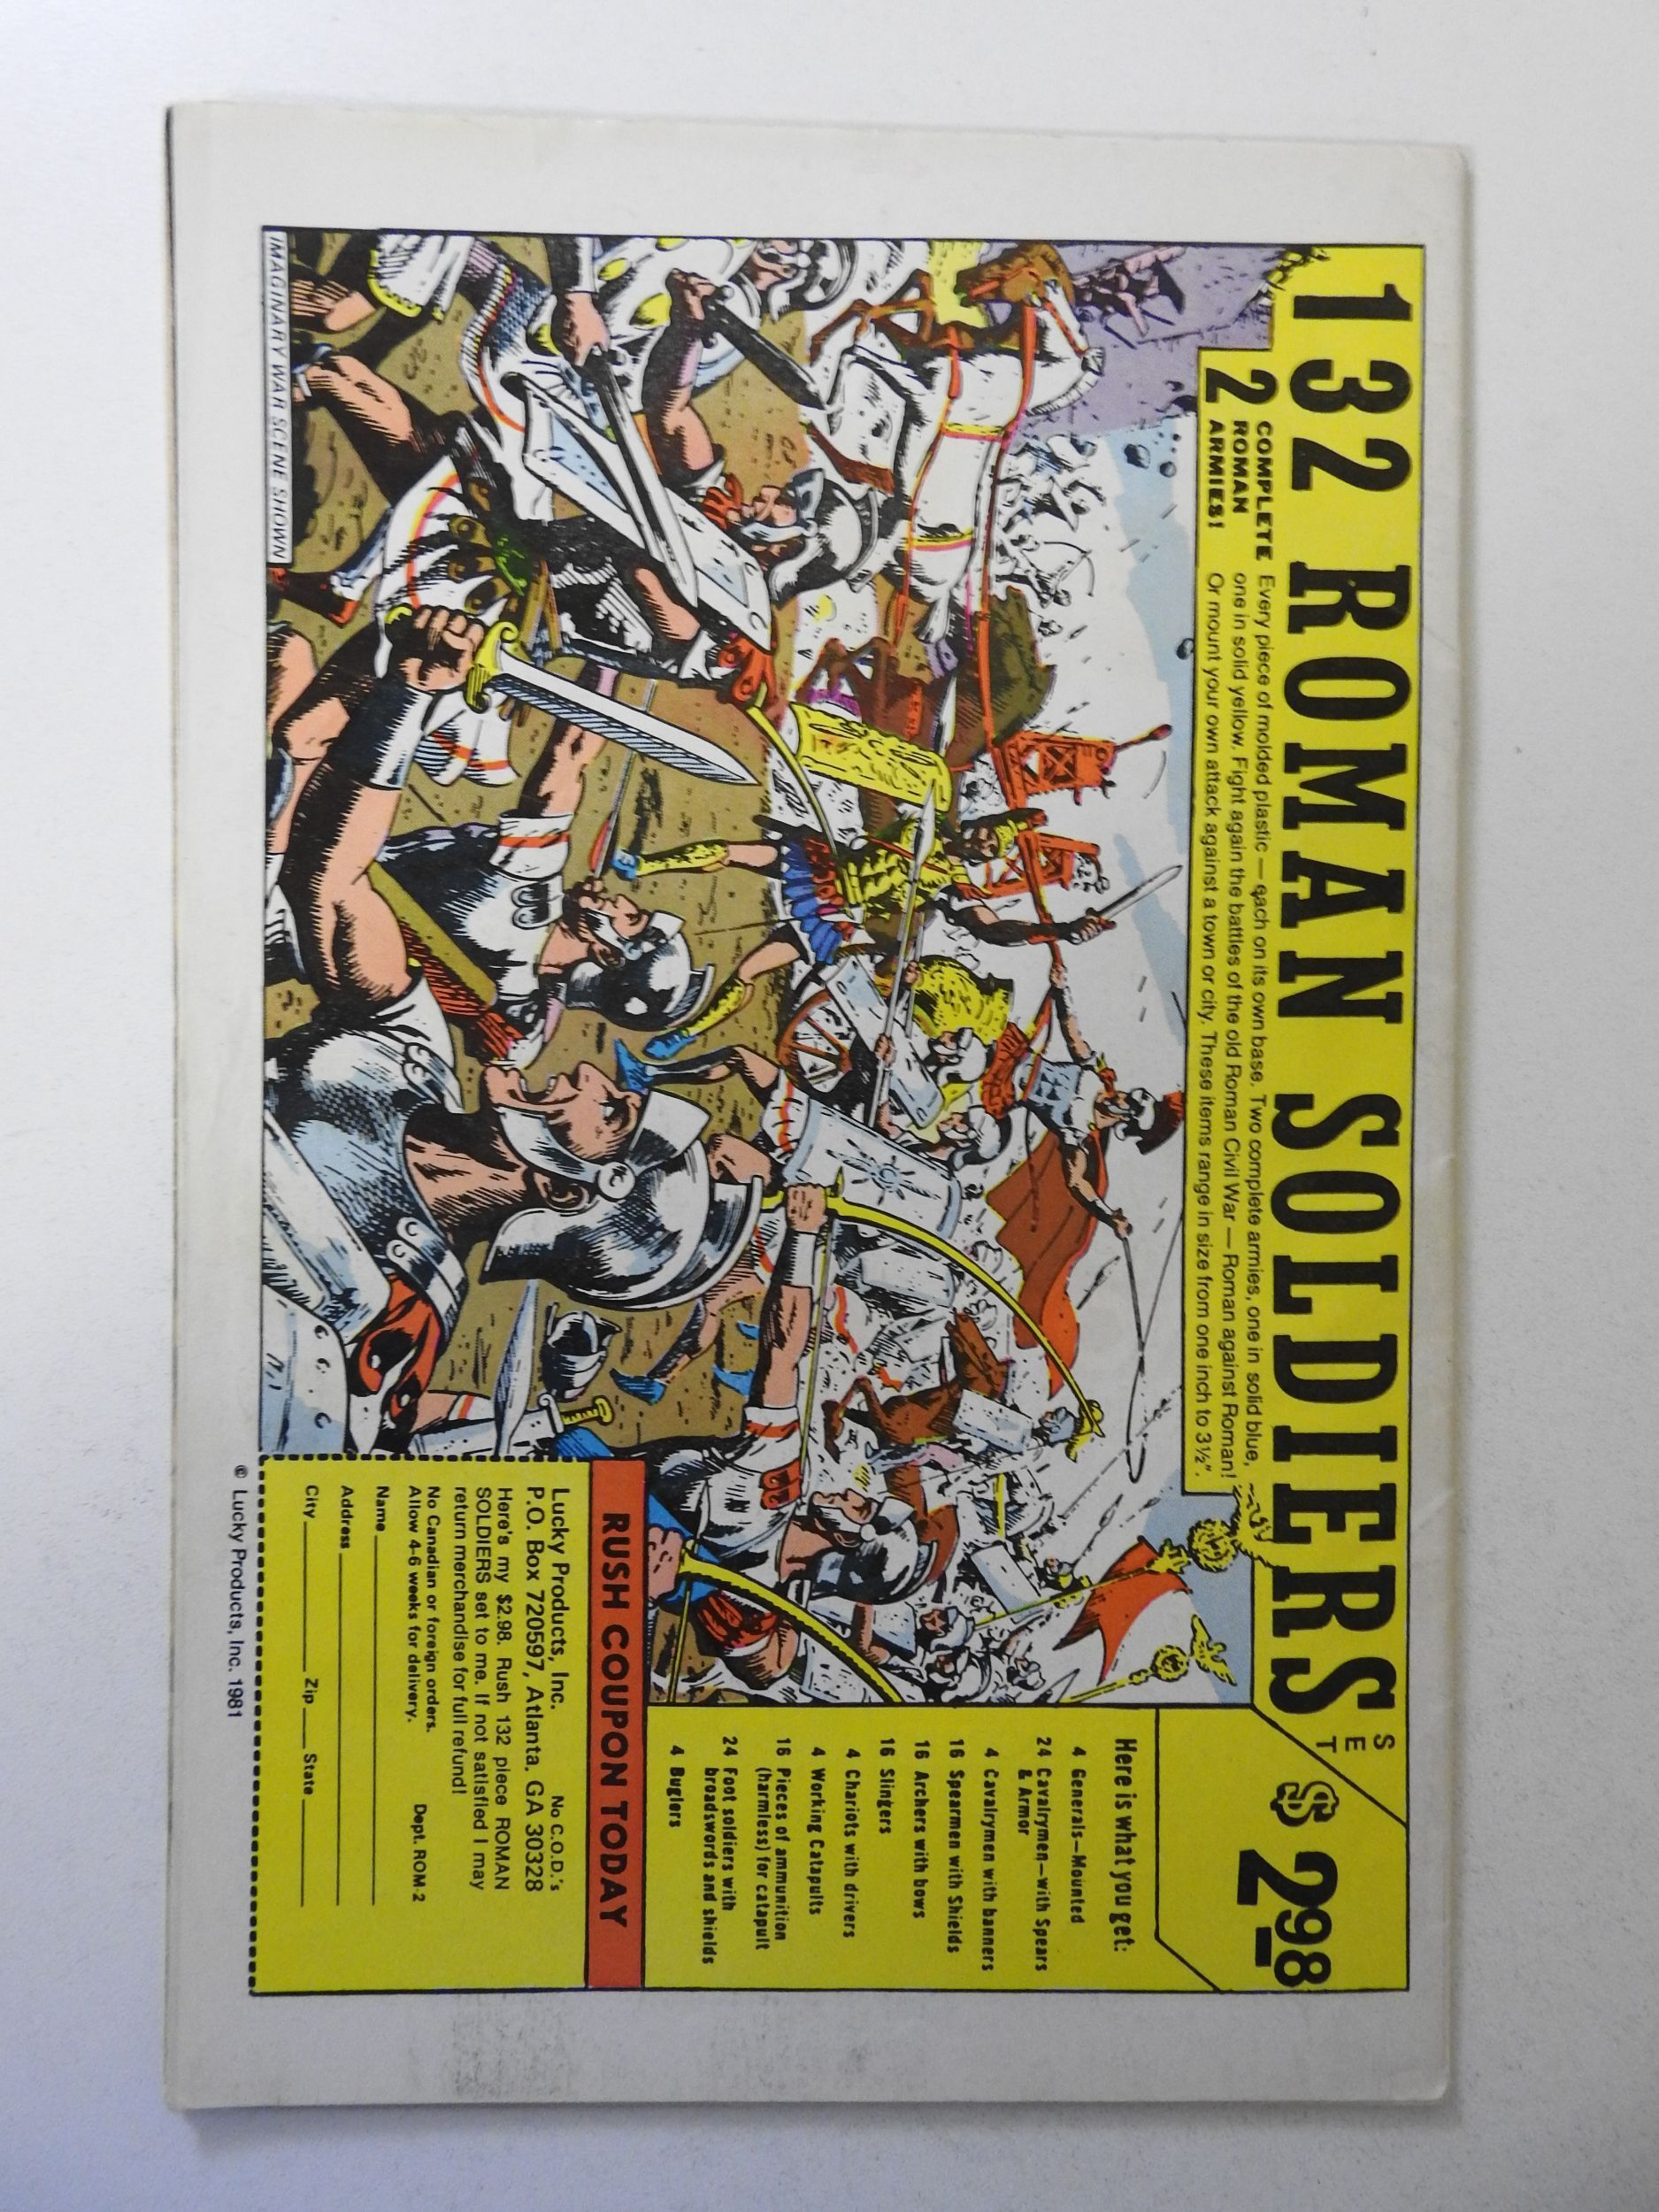 132 ROMAN SOLDIERS SET
$2.98
2 COMPLETE ROMAN ARMIES!
Every piece of molded plastic — each on its own base. Two complete armies, one in solid blue,
one in solid yellow. Fight again the battles of the old Roman Civil War — Roman against Roman!
Or mount your own attack against a town or city. These items range in size from one inch to 3½".
Here is what you get:
4 Generals—Mounted
24 Cavalrymen—with Spears
& Armor
4 Cavalrymen with banners
16 Spearmen with Shields
16 Archers with bows
16 Slingers
4 Chariots with drivers
4 Working Catapults
16 Pieces of ammunition
(harmless) for catapult
24 Foot soldiers with
broadswords and shields
4 Buglers
RUSH COUPON TODAY
Lucky Products, Inc. No C.O.D.'s
P.O. Box 720597, Atlanta, GA 30328
Here's my $2.98. Rush 132 piece ROMAN
SOLDIERS set to me. If not satisfied I may
return merchandise for full refund!
No Canadian or foreign orders. Dept. ROM-2
Allow 4-6 weeks for delivery.
Name
Address
City Zip State
IMAGINARY WAR SCENE SHOWN
© Lucky Products, Inc. 1981